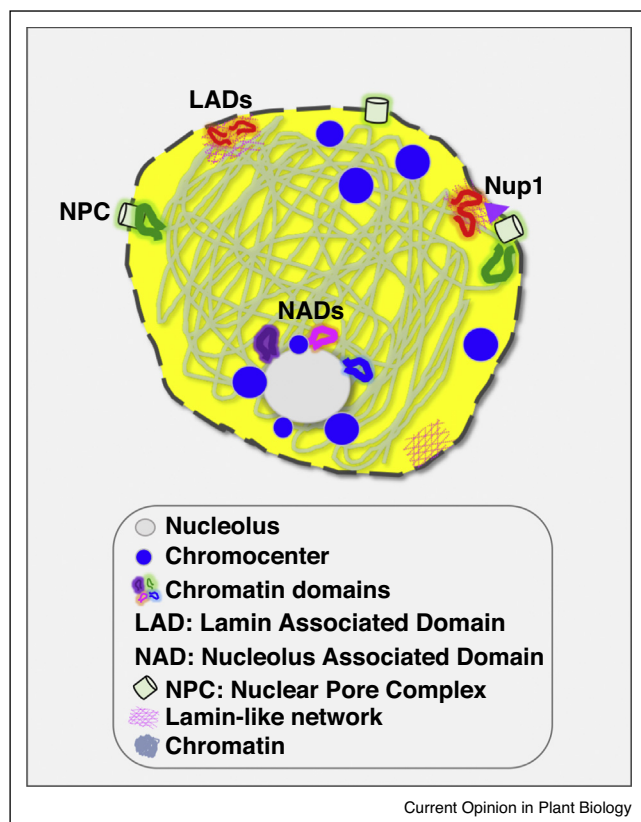 LADs
Nup1
NPC
NADs
Nucleolus
Chromocenter
Chromatin domains
LAD: Lamin Associated Domain
NAD: Nucleolus Associated Domain
NPC: Nuclear Pore Complex
Lamin-like network
Chromatin
Current Opinion in Plant Biology